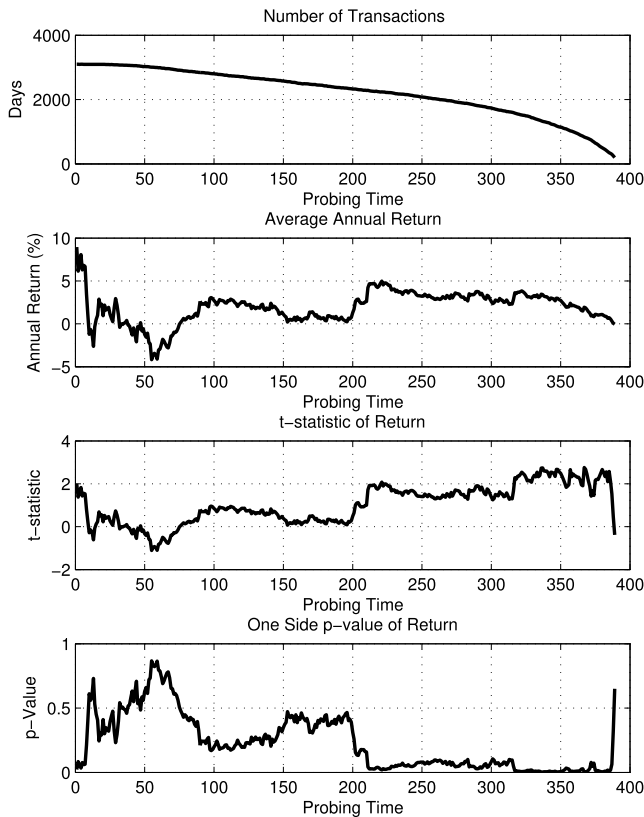 Number of Transactions
4000
2000
0
Days
0 50 100 150 200 250 300 350 400
Probing Time
Average Annual Return
10
5
0
−5
Annual Return (%)
0 50 100 150 200 250 300 350 400
Probing Time
t−statistic of Return
4
2
0
−2
t−statistic
0 50 100 150 200 250 300 350 400
Probing Time
One Side p−value of Return
1
0.5
0
p−Value
0 50 100 150 200 250 300 350 400
Probing Time